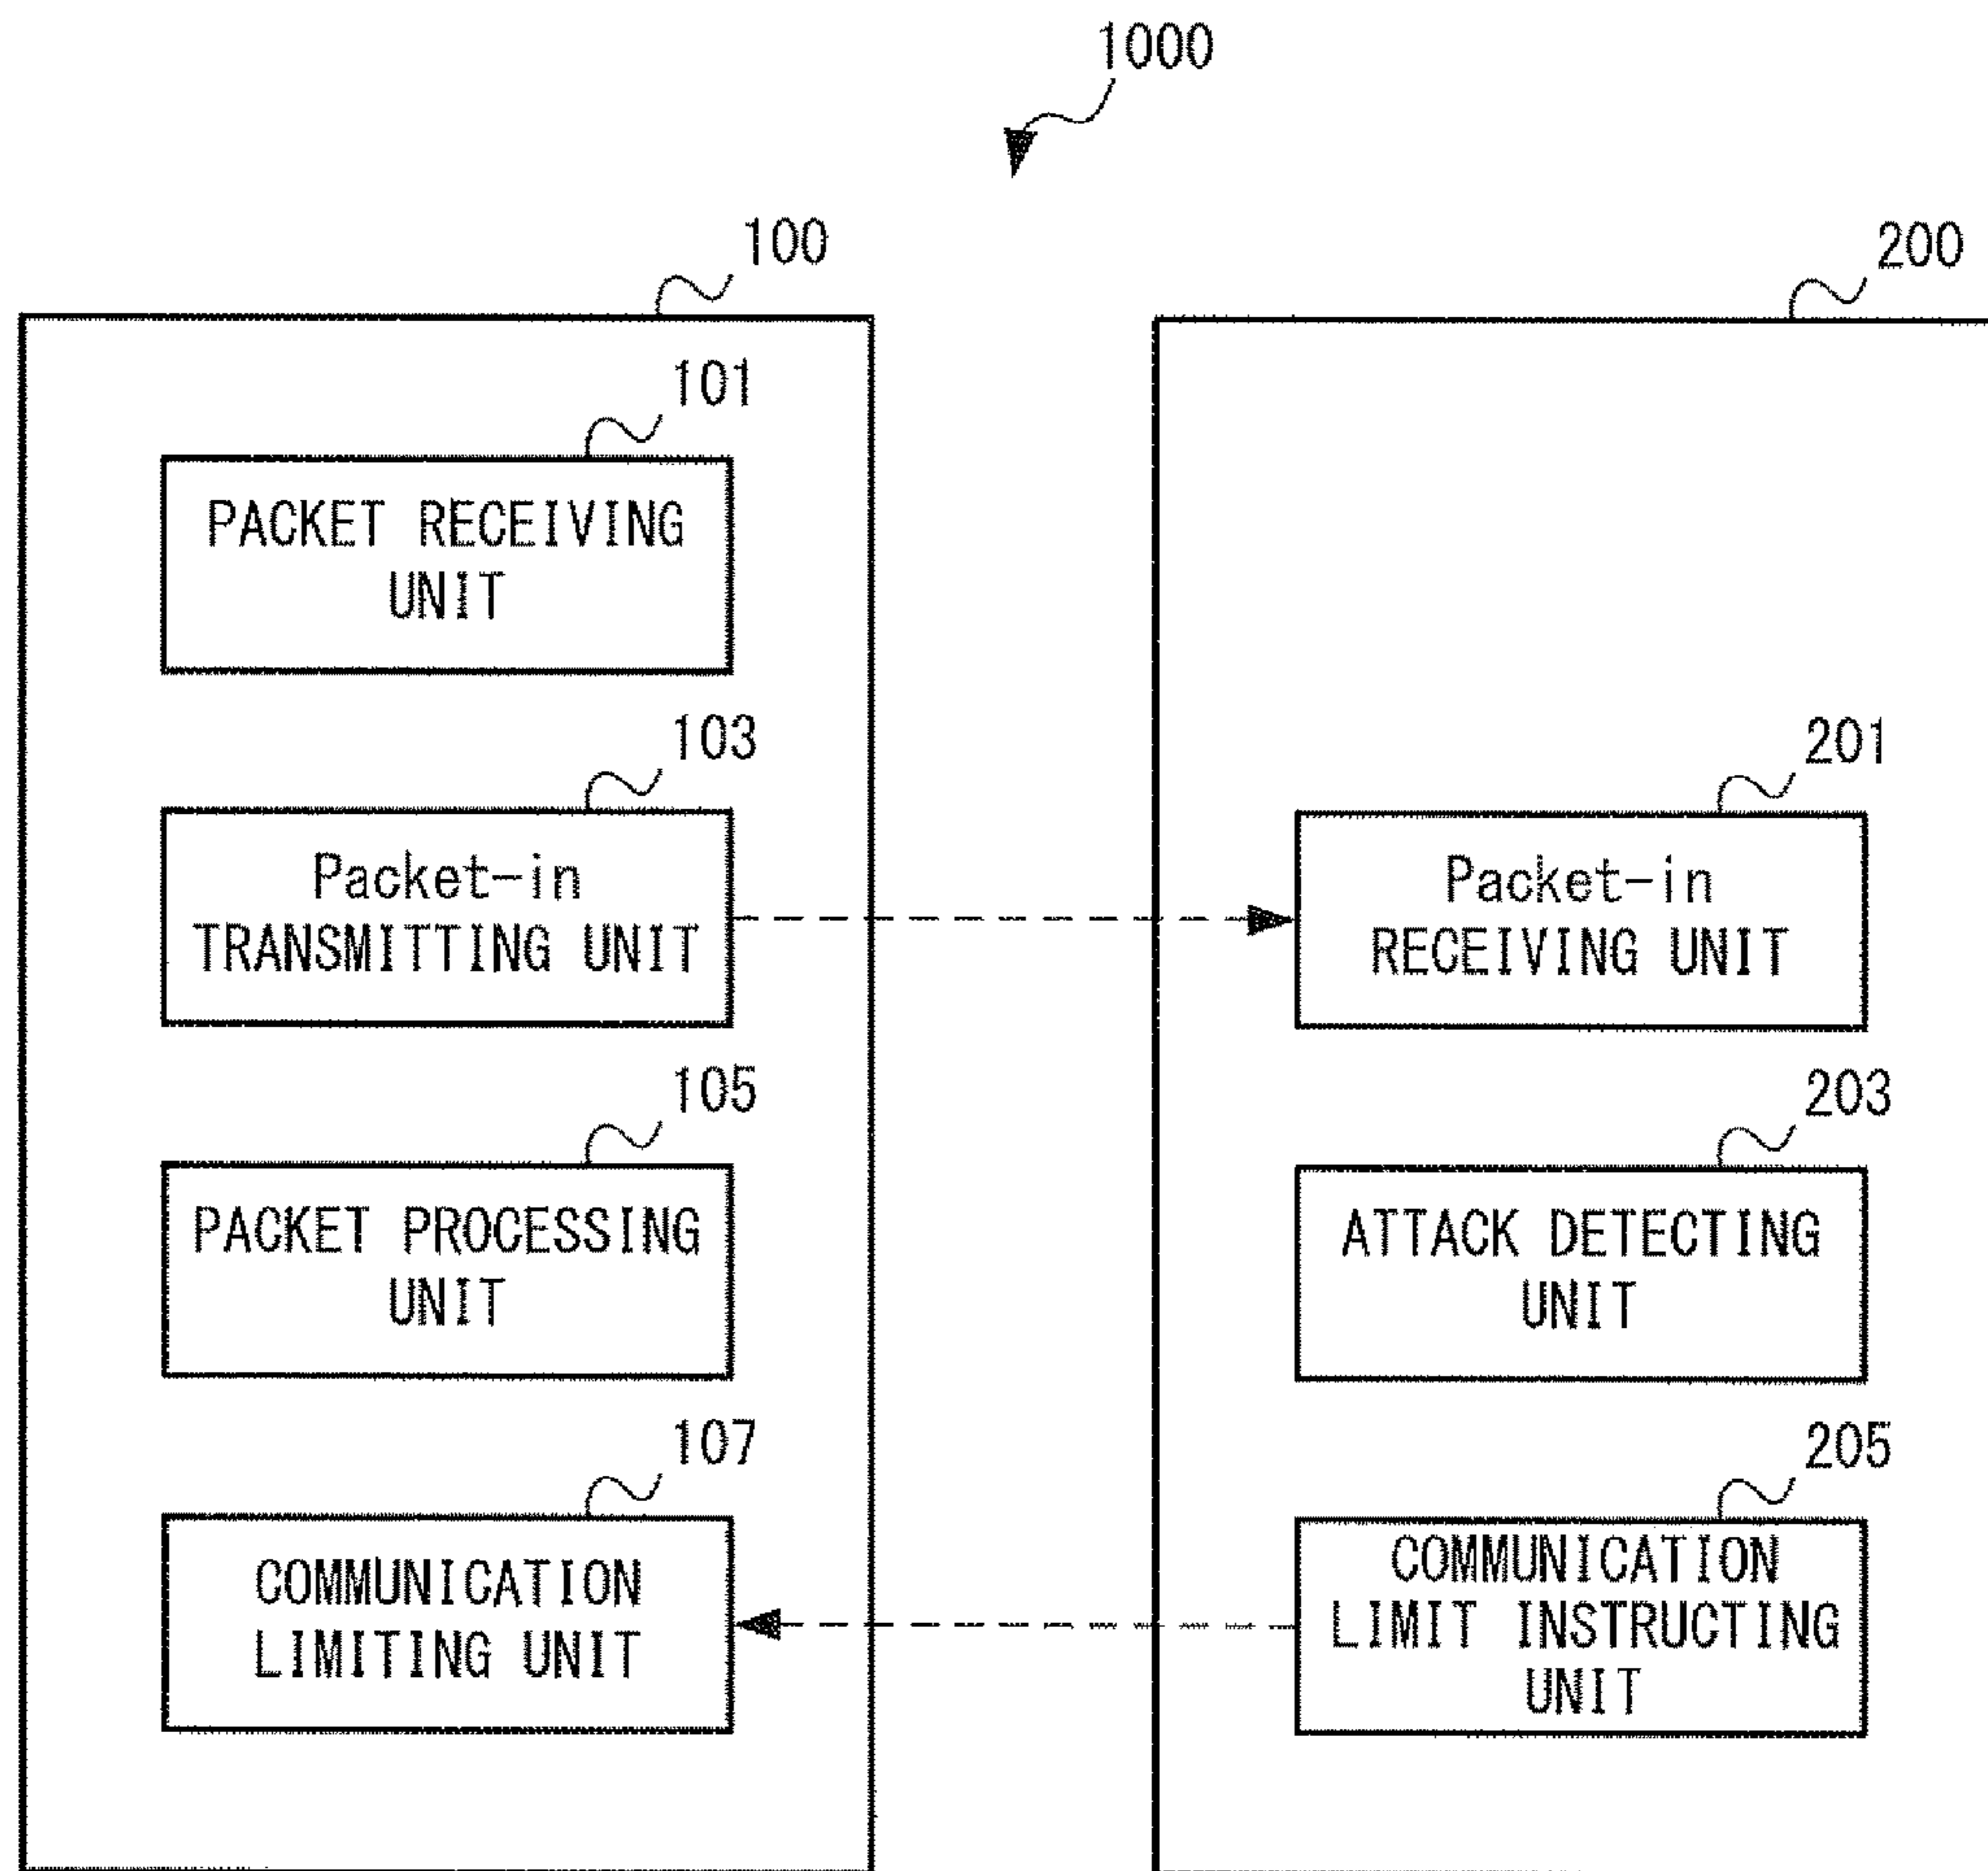 1000
100
200
101
PACKET RECEIVING
UNIT
103
Packet-in
TRANSMITTING UNIT
201
Packet-in
RECEIVING UNIT
105
PACKET PROCESSING
UNIT
203
ATTACK DETECTING
UNIT
107
COMMUNICATION
LIMITING UNIT
205
COMMUNICATION
LIMIT INSTRUCTING
UNIT